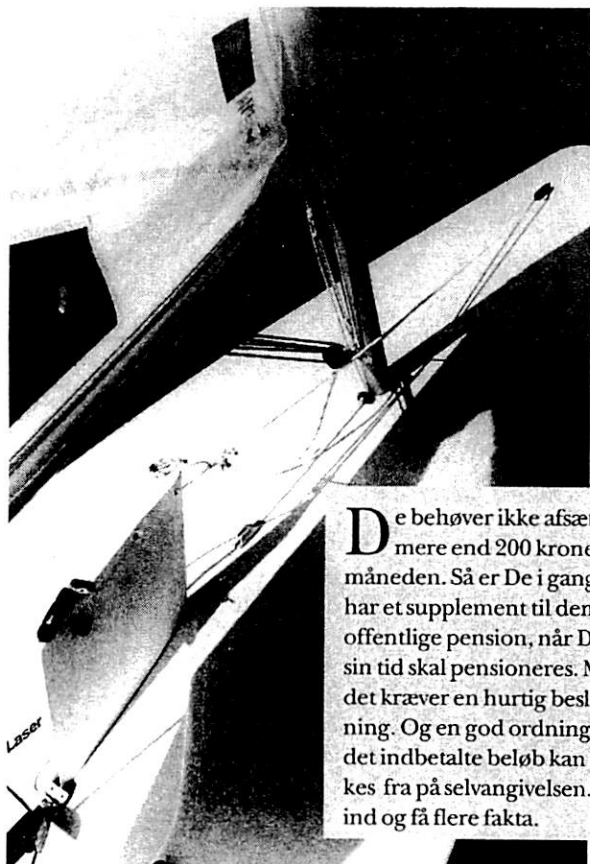 Laser
De behøver ikke afsæt
mere end 200 krone
måneden. Så er De i gang
har et supplement til den
offentlige pension, når D
sin tid skal pensioneres. M
det kræver en hurtig besl
ning. Og en god ordning
det indbetalte beløb kan
kes fra på selvangivelsen.
ind og få flere fakta.